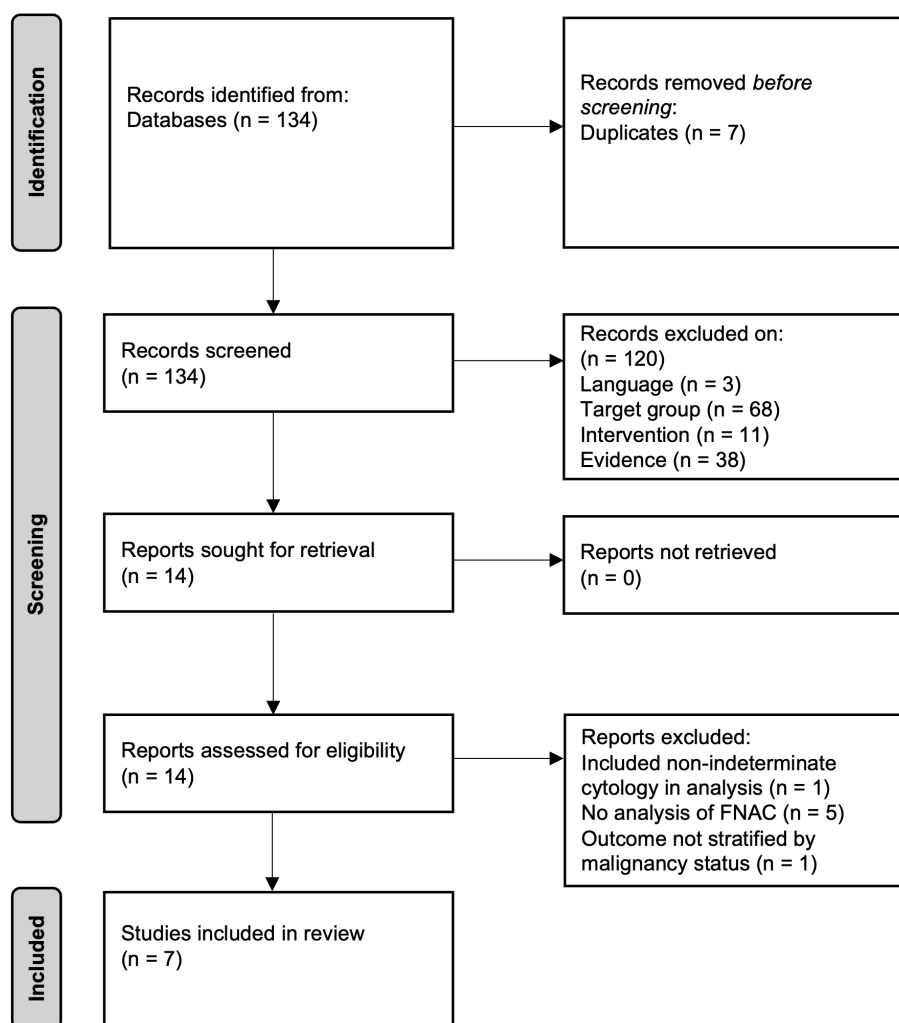 Identification
Records identified from:
Databases (n = 134)
Records removed before
screening:
Duplicates (n = 7)
Screening
Records screened
(n = 134)
Records excluded on:
(n = 120)
Language (n = 3)
Target group (n = 68)
Intervention (n = 11)
Evidence (n = 38)
Reports sought for retrieval
(n = 14)
Reports not retrieved
(n = 0)
Reports assessed for eligibility
(n = 14)
Reports excluded:
Included non-indeterminate
cytology in analysis (n = 1)
No analysis of FNAC (n = 5)
Outcome not stratified by
malignancy status (n = 1)
Included
Studies included in review
(n = 7)